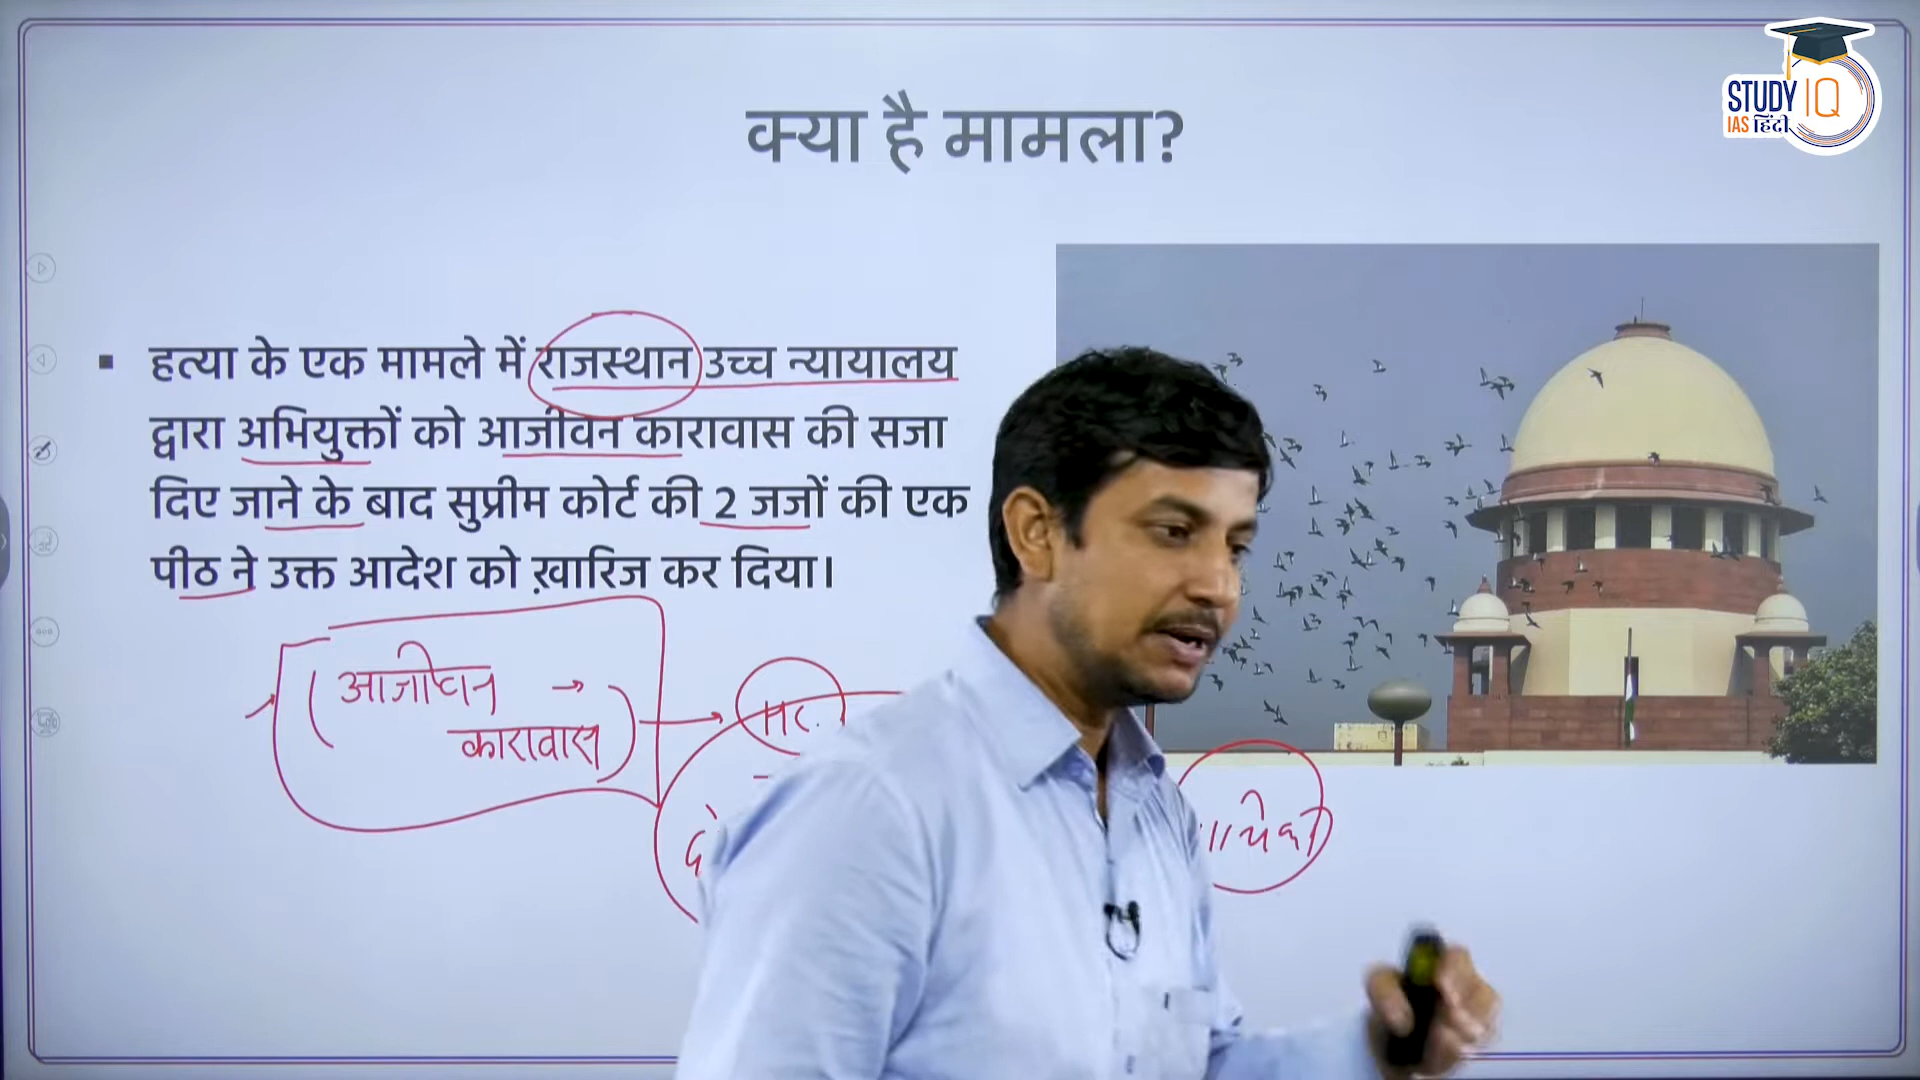 STUDY IQ
IAS हिंदी
क्या है मामला?
▪ हत्या के एक मामले में राजस्थान उच्च न्यायालय
द्वारा अभियुक्तों को आजीवन कारावास की सजा
दिए जाने के बाद सुप्रीम कोर्ट की 2 जजों की एक
पीठ ने उक्त आदेश को ख़ारिज कर दिया।
(आजीवन →
कारावास)